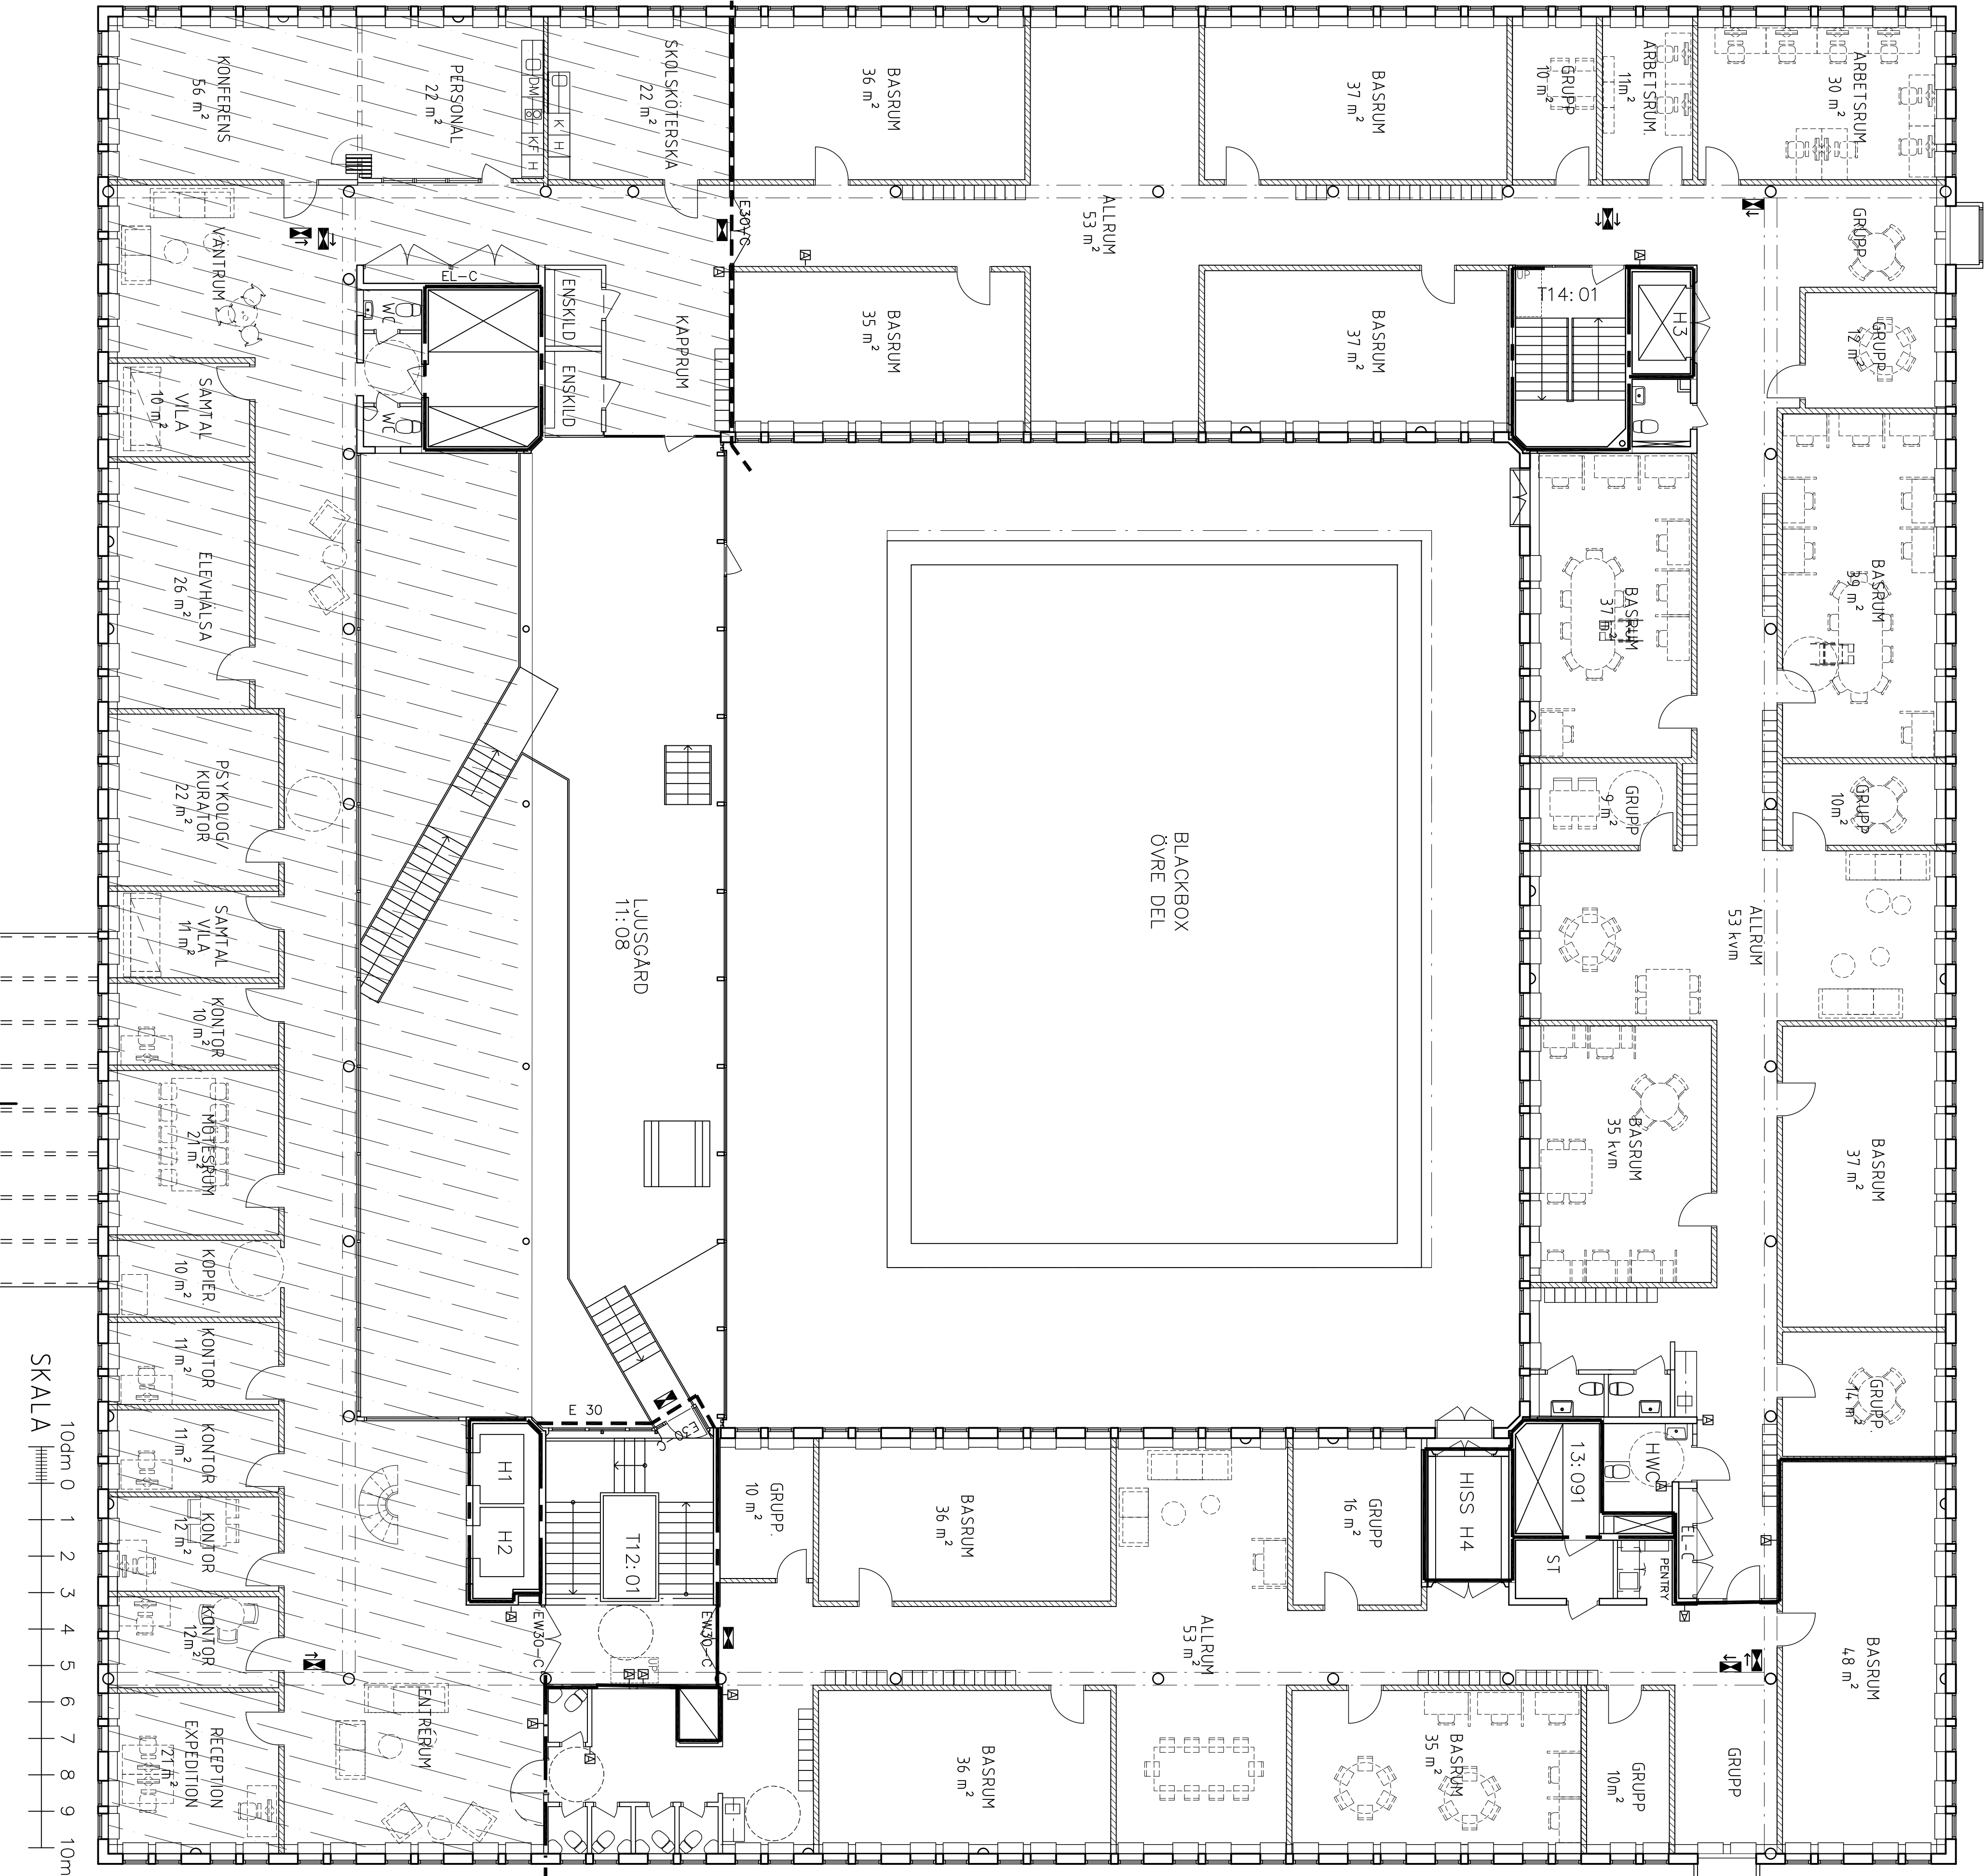 KONFERENS
56 m²
PERSONAL
22 m²
DM
KF
H
K
H
SKOLSKÖTERSKA
22 m²
BASRUM
36 m²
BASRUM
37 m²
GRUPP
10 m²
ARBETSRUM
11m²
ARBETSRUM
30 m²
E30VC
ALLRUM
53 m²
GRUPP
A
A
A
VÄNTRUM
EL-C
WC
WC
ENSKILD
ENSKILD
KAPPRUM
BASRUM
35 m²
BASRUM
37 m²
UP
T14:01
H3
GRUPP
12 m²
SAMTAL
VILA
10 m²
ELEVHÄLSA
26 m²
BASRUM
37 m²
BASRUM
39 m²
PSYKOLOG/
KURATOR
22 m²
GRUPP
9 m²
GRUPP
10m²
LJUSGÅRD
11:08
BLACKBOX
ÖVRE DEL
ALLRUM
53 kvm
SAMTAL
VILA
11 m²
KONTOR
10 m²
MÖTESRUM
21 m²
BASRUM
35 kvm
BASRUM
37 m²
KOPIER.
10 m²
KONTOR
11 m²
GRUPP.
14 m²
E 30
E30-C
KONTOR
11m²
H1
H2
T12:01
GRUPP.
10 m²
BASRUM
36 m²
GRUPP
16 m²
HISS H4
13:091
HWC
A
A
A
EL-C
ST
PENTRY
A
KONTOR
12 m²
KONTOR
12m²
A
EW30-C
EW30-C
UP
A
A
ALLRUM
53 m²
BASRUM
48 m²
RECEPTION
EXPEDITION
21m²
ENTRÉRUM
A
A
A
BASRUM
36 m²
BASRUM
35 m²
GRUPP
10m²
GRUPP
SKALA
10dm 0 1 2 3 4 5 6 7 8 9 10m